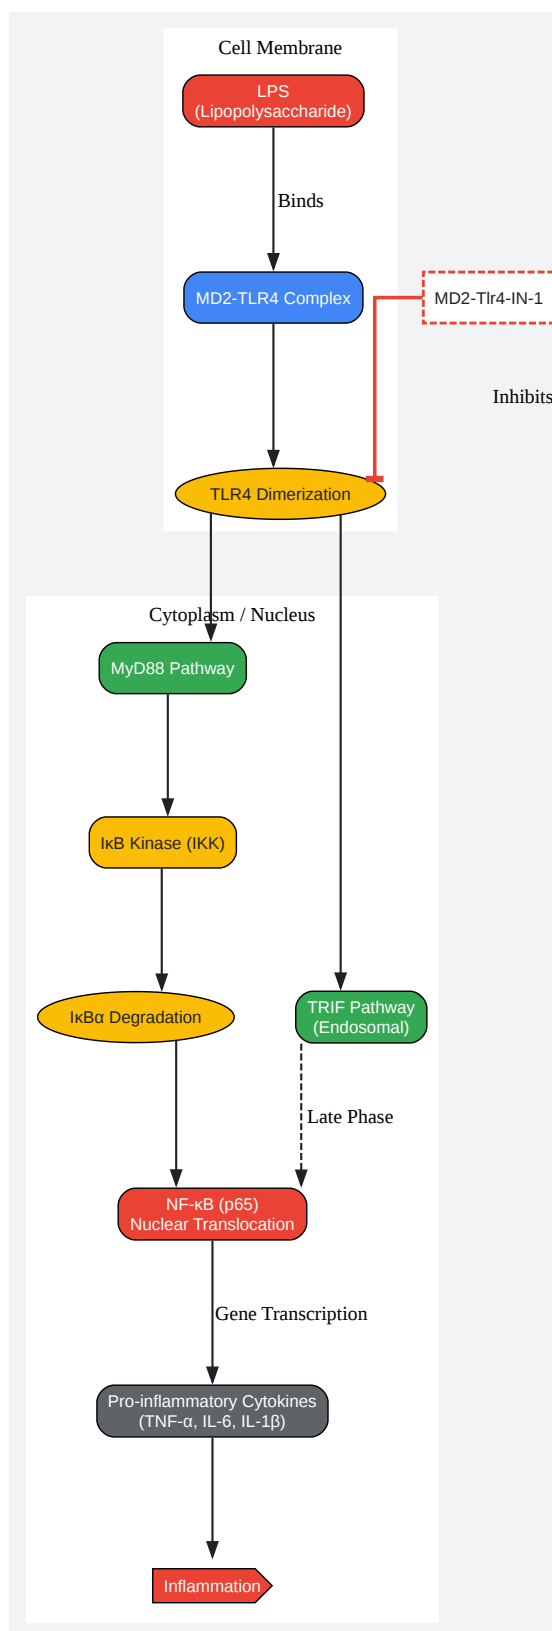 Cell Membrane
LPS
(Lipopolysaccharide)
Binds
MD2-TLR4 Complex
MD2-Tlr4-IN-1
Inhibits
TLR4 Dimerization
Cytoplasm / Nucleus
MyD88 Pathway
IκB Kinase (IKK)
IκBα Degradation
TRIF Pathway
(Endosomal)
Late Phase
NF-κB (p65)
Nuclear Translocation
Gene Transcription
Pro-inflammatory Cytokines
(TNF-α, IL-6, IL-1β)
Inflammation